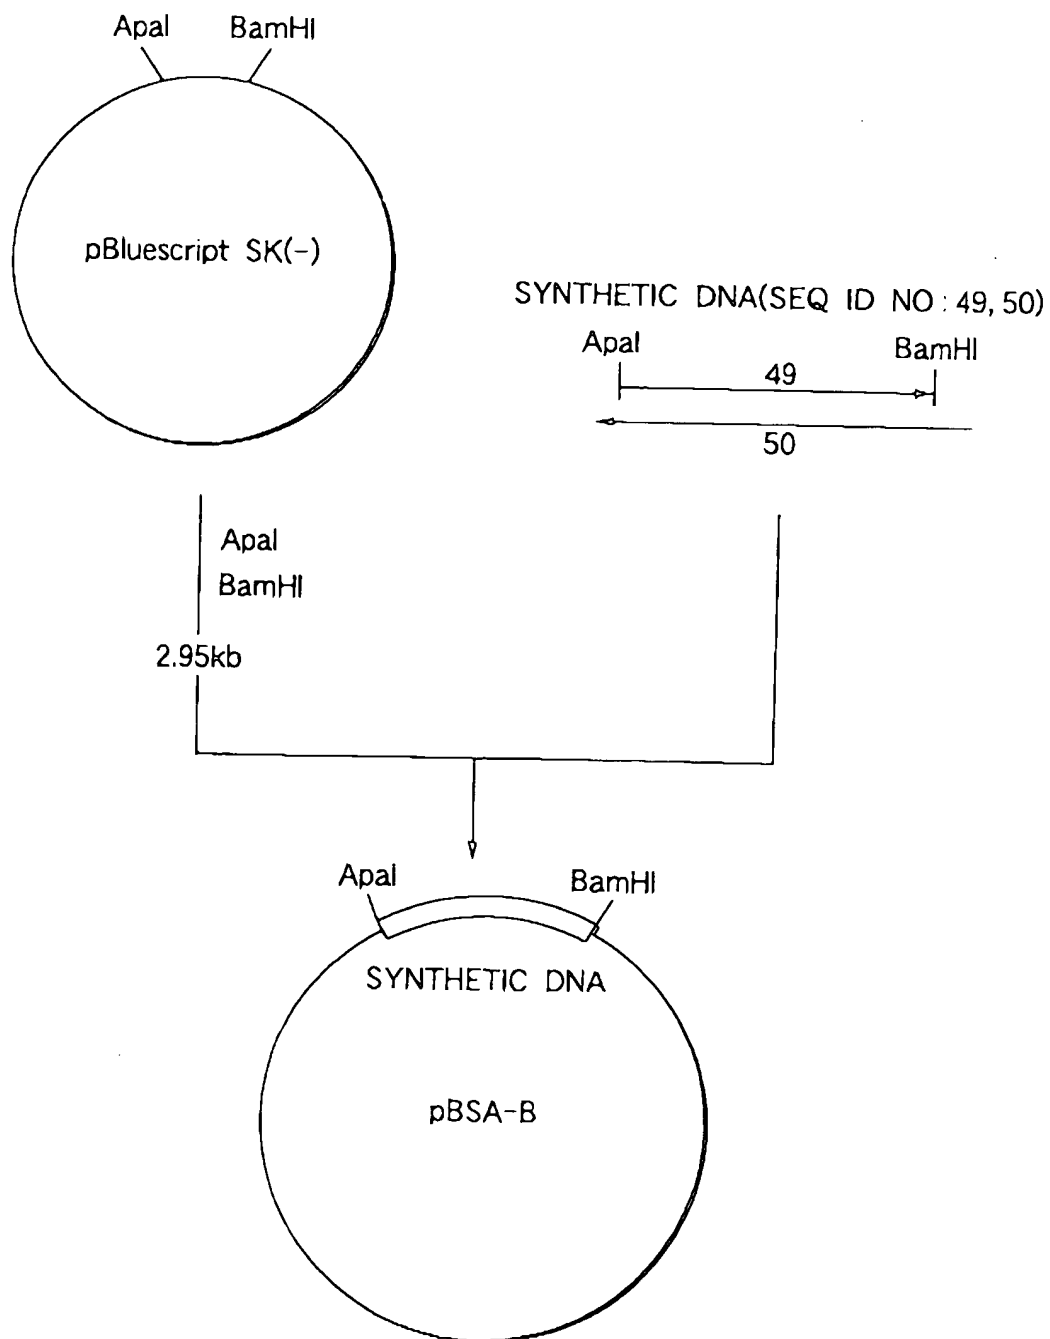 ApaI BamHI
pBluescript SK(-)
SYNTHETIC DNA(SEQ ID NO: 49, 50)
ApaI BamHI
49
50
ApaI
BamHI
2.95kb
ApaI BamHI
SYNTHETIC DNA
pBSA-B